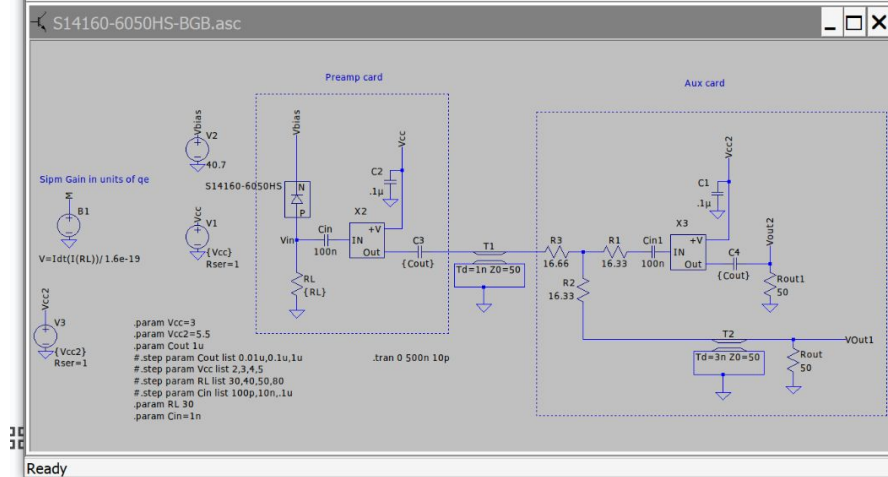 S14160-6050HS-BGB.asc
Preamp card
Aux card
Vbias
V2
40.7
Vbias
Vcc
C2
.1µ
Vcc2
C1
.1µ
Sipm Gain in units of qe
M
B1
V=Idt(I(RL))/1.6e-19
S14160-6050HS
N
P
Vcc
V1
{Vcc}
Rser=1
Vin
Cin
100n
X2
+V
IN
Out
C3
{Cout}
T1
Td=1n Z0=50
R3
16.66
R1
16.33
Cin1
100n
X3
+V
IN
Out
C4
{Cout}
Vout2
Rout1
50
RL
{RL}
R2
16.33
Vcc2
V3
{Vcc2}
Rser=1
T2
Td=3n Z0=50
VOut1
Rout
50
.param Vcc=3
.param Vcc2=5.5
.param Cout 1u
#.step param Cout list 0.01u,0.1u,1u
#.step param Vcc list 2,3,4,5
#.step param RL list 30,40,50,80
#.step param Cin list 100p,10n,.1u
.param RL 30
.param Cin=1n
.tran 0 500n 10p
Ready